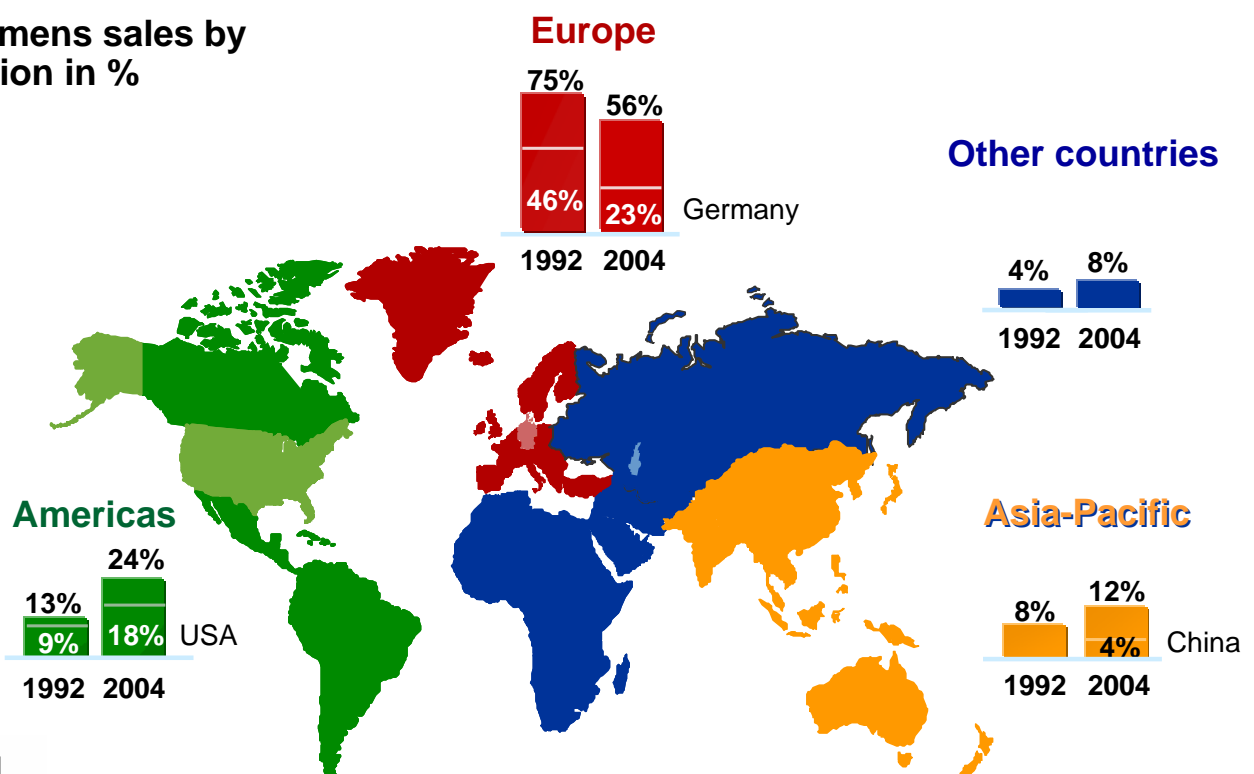 mens sales by
ion in %
Europe
75%
56%
46%
23%
Germany
1992 2004
Other countries
4%
8%
1992 2004
Americas
24%
13%
9%
18%
USA
1992 2004
Asia-Pacific
8%
12%
4%
China
1992 2004